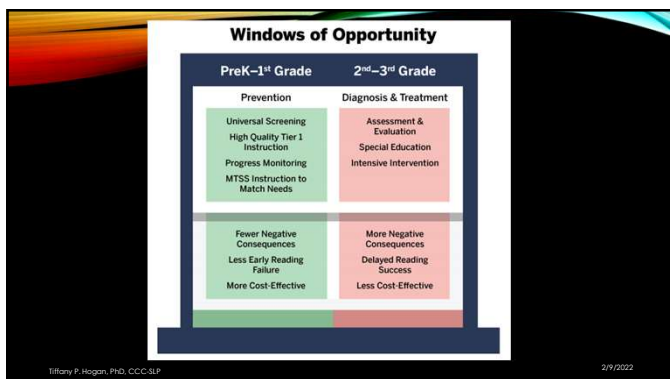 Windows of Opportunity
PreK–1st Grade
Prevention
Universal Screening
High Quality Tier 1
Instruction
Progress Monitoring
MTSS Instruction to
Match Needs
Fewer Negative
Consequences
Less Early Reading
Failure
More Cost-Effective
2nd–3rd Grade
Diagnosis & Treatment
Assessment &
Evaluation
Special Education
Intensive Intervention
More Negative
Consequences
Delayed Reading
Success
Less Cost-Effective
Tiffany P. Hogan, PhD, CCC-SLP
2/9/2022